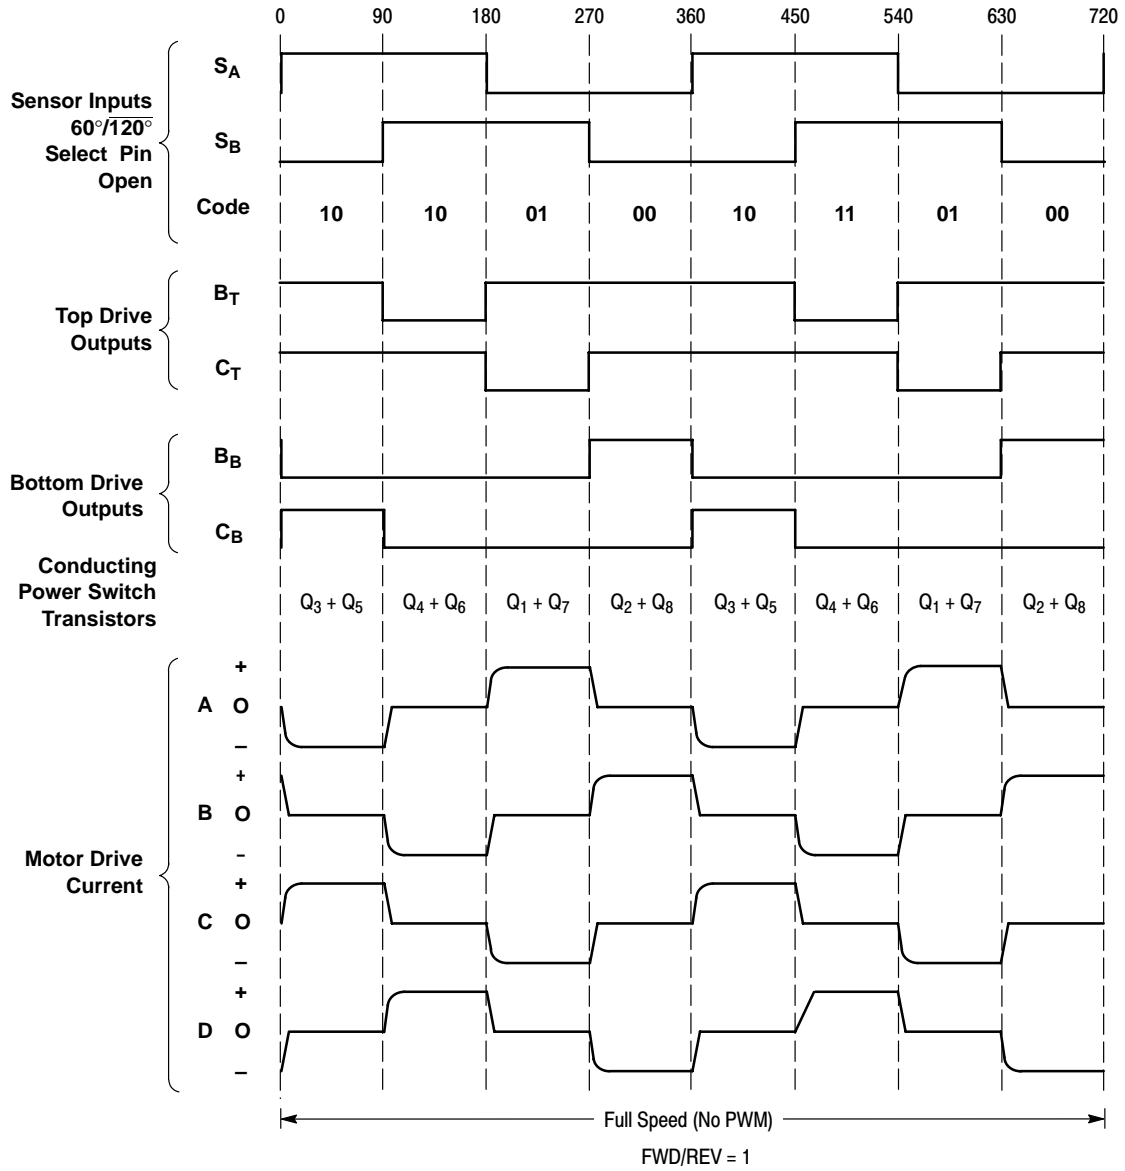 0 90 180 270 360 450 540 630 720
Sensor Inputs
60°/120°
Select Pin
Open
SA
SB
Code 10 10 01 00 10 11 01 00
Top Drive
Outputs
BT
CT
Bottom Drive
Outputs
BB
CB
Conducting
Power Switch
Transistors
Q3 + Q5 Q4 + Q6 Q1 + Q7 Q2 + Q8 Q3 + Q5 Q4 + Q6 Q1 + Q7 Q2 + Q8
Motor Drive
Current
+
A O
–
+
B O
-
+
C O
–
+
D O
–
Full Speed (No PWM)
FWD/REV = 1